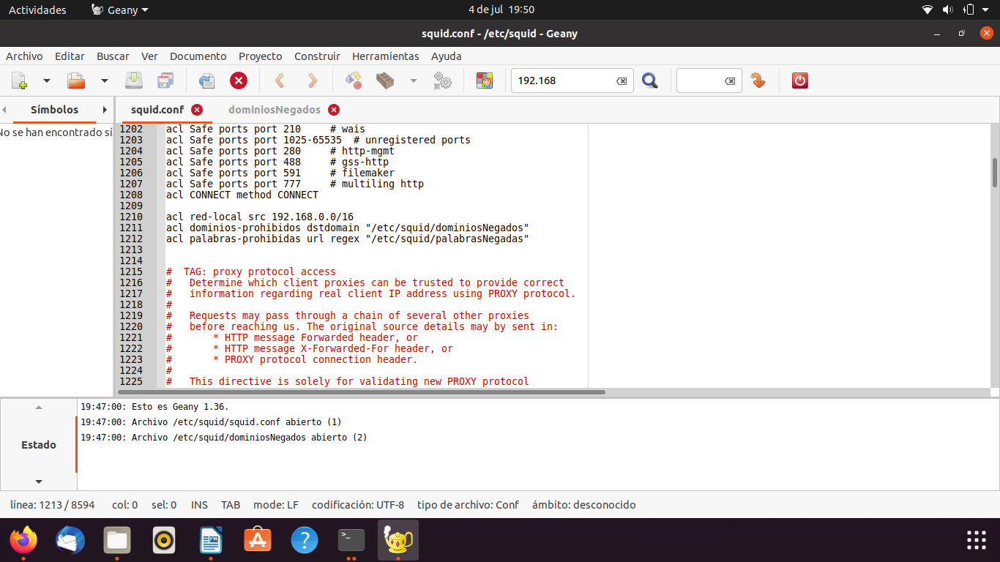 Actividades
Geany
4 de jul 19:50
squid.conf - /etc/squid - Geany
Archivo Editar Buscar Ver Documento Proyecto Construir Herramientas Ayuda
192.168
Símbolos
squid.conf
dominiosNegados
No se han encontrado sí
1202 acl Safe ports port 210 # wais
1203 acl Safe ports port 1025-65535 # unregistered ports
1204 acl Safe ports port 280 # http-mgmt
1205 acl Safe ports port 488 # gss-http
1206 acl Safe ports port 591 # filemaker
1207 acl Safe ports port 777 # multiling http
1208 acl CONNECT method CONNECT
1209
1210 acl red-local src 192.168.0.0/16
1211 acl dominios-prohibidos dstdomain "/etc/squid/dominiosNegados"
1212 acl palabras-prohibidas url regex "/etc/squid/palabrasNegadas"
1213
1214
1215 # TAG: proxy protocol access
1216 # Determine which client proxies can be trusted to provide correct
1217 # information regarding real client IP address using PROXY protocol.
1218 #
1219 # Requests may pass through a chain of several other proxies
1220 # before reaching us. The original source details may by sent in:
1221 # * HTTP message Forwarded header, or
1222 # * HTTP message X-Forwarded-For header, or
1223 # * PROXY protocol connection header.
1224 #
1225 # This directive is solely for validating new PROXY protocol
Estado
19:47:00: Esto es Geany 1.36.
19:47:00: Archivo /etc/squid/squid.conf abierto (1)
19:47:00: Archivo /etc/squid/dominiosNegados abierto (2)
línea: 1213 / 8594 col: 0 sel: 0 INS TAB mode: LF codificación: UTF-8 tipo de archivo: Conf ámbito: desconocido